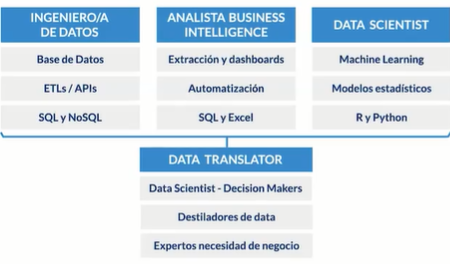 INGENIERO/A
DE DATOS
Base de Datos
ETLs / APIs
SQL y NoSQL
ANALISTA BUSINESS
INTELLIGENCE
Extracción y dashboards
Automatización
SQL y Excel
DATA SCIENTIST
Machine Learning
Modelos estadísticos
R y Python
DATA TRANSLATOR
Data Scientist - Decision Makers
Destiladores de data
Expertos necesidad de negocio